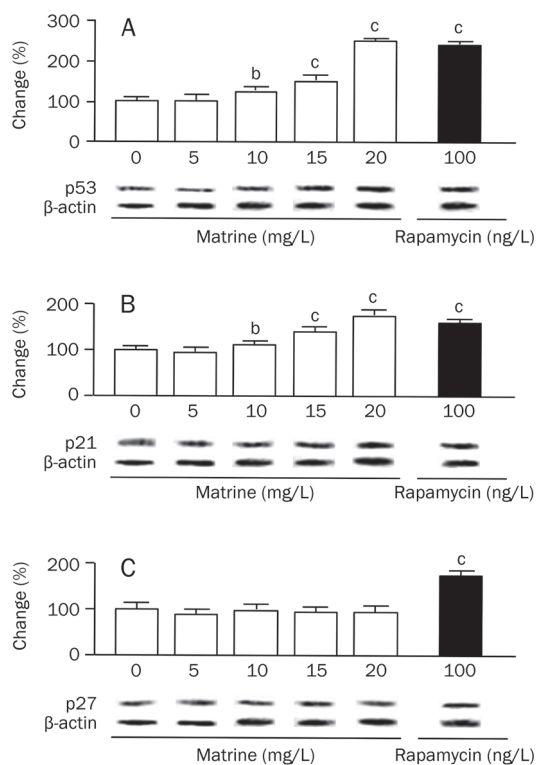 A
Change (%)
300
200
100
0
b
c
c
c
0 5 10 15 20 100
p53
β-actin
Matrine (mg/L) Rapamycin (ng/L)
B
Change (%)
200
100
0
b
c
c
c
0 5 10 15 20 100
p21
β-actin
Matrine (mg/L) Rapamycin (ng/L)
C
Change (%)
200
100
0
c
0 5 10 15 20 100
p27
β-actin
Matrine (mg/L) Rapamycin (ng/L)